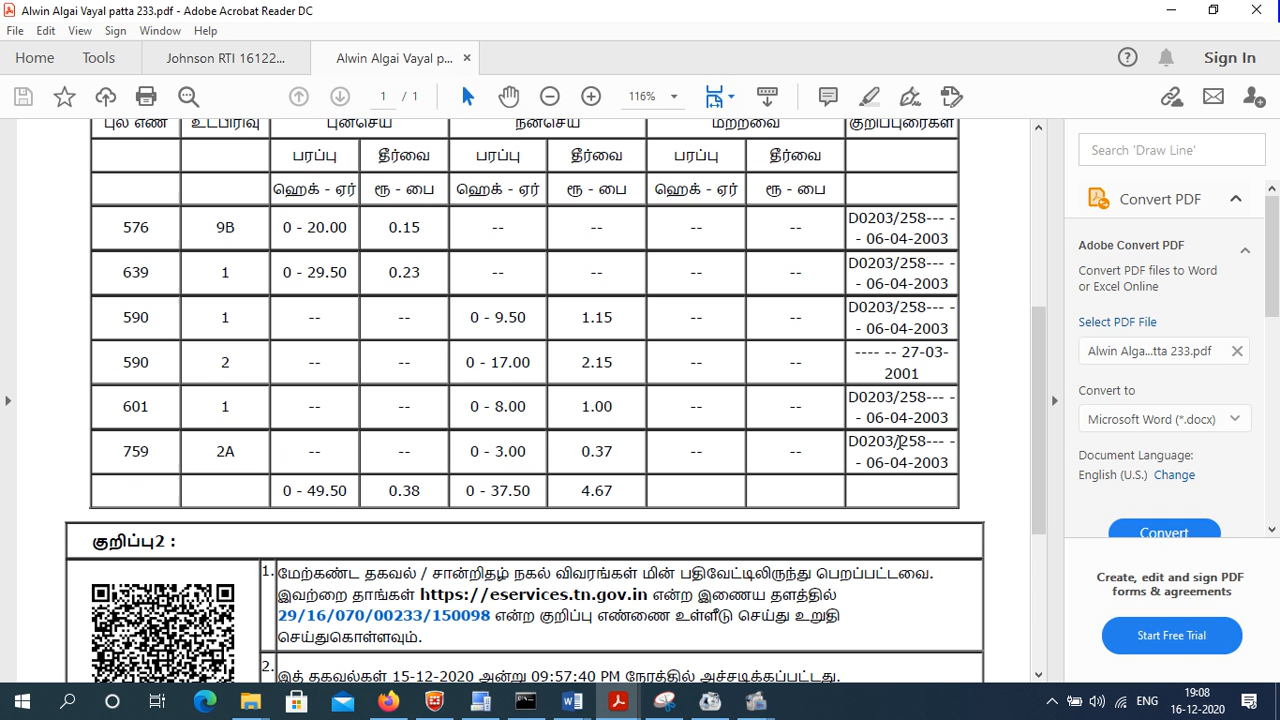 Alwin Algai Vayal patta 233.pdf - Adobe Acrobat Reader DC
File Edit View Sign Window Help
Home Tools Johnson RTI 16122... Alwin Algai Vayal p... × Sign In
1 / 1 116%
புல எண் உட்பிரிவு புன்செய் நன்செய் மற்றவை குறிப்புரைகள்
பரப்பு தீர்வை பரப்பு தீர்வை பரப்பு தீர்வை
ஹெக் - ஏர் ரூ - பை ஹெக் - ஏர் ரூ - பை ஹெக் - ஏர் ரூ - பை
576 9B 0 - 20.00 0.15 -- -- -- -- D0203/258--- -
- 06-04-2003
639 1 0 - 29.50 0.23 -- -- -- -- D0203/258--- -
- 06-04-2003
590 1 -- -- 0 - 9.50 1.15 -- -- D0203/258--- -
- 06-04-2003
590 2 -- -- 0 - 17.00 2.15 -- -- ---- -- 27-03-
2001
601 1 -- -- 0 - 8.00 1.00 -- -- D0203/258--- -
- 06-04-2003
759 2A -- -- 0 - 3.00 0.37 -- -- D0203/258--- -
- 06-04-2003
0 - 49.50 0.38 0 - 37.50 4.67
குறிப்பு2 :
1. மேற்கண்ட தகவல் / சான்றிதழ் நகல் விவரங்கள் மின் பதிவேட்டிலிருந்து பெறப்பட்டவை.
இவற்றை தாங்கள் https://eservices.tn.gov.in என்ற இணைய தளத்தில்
29/16/070/00233/150098 என்ற குறிப்பு எண்ணை உள்ளீடு செய்து உறுதி
செய்துகொள்ளவும்.
2. இத் தகவல்கள் 15-12-2020 அன்று 09:57:40 PM நேரத்தில் அச்சடிக்கப்பட்டது.
Search 'Draw Line'
Convert PDF
Adobe Convert PDF
Convert PDF files to Word
or Excel Online
Select PDF File
Alwin Alga...tta 233.pdf
Convert to
Microsoft Word (*.docx)
Document Language:
English (U.S.) Change
Convert
Create, edit and sign PDF
forms & agreements
Start Free Trial
ENG
19:08
16-12-2020